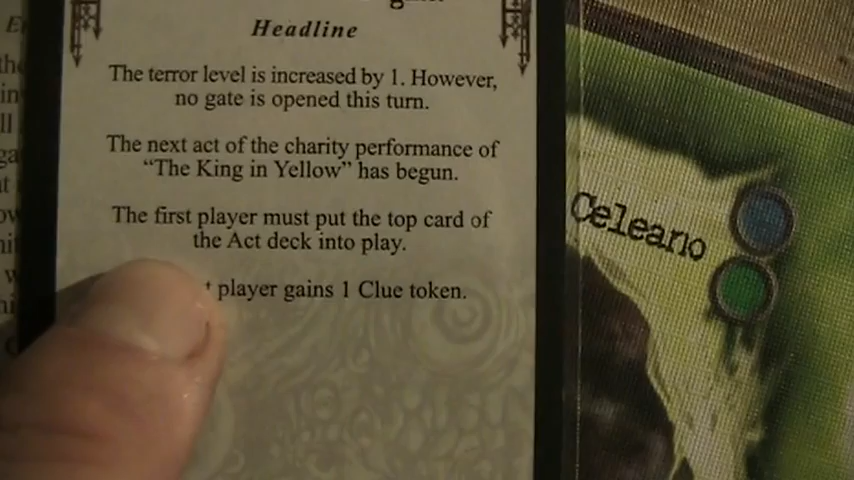 Headline
The terror level is increased by 1. However,
no gate is opened this turn.
The next act of the charity performance of
“The King in Yellow” has begun.
The first player must put the top card of
the Act deck into play.
player gains 1 Clue token.
Celeano